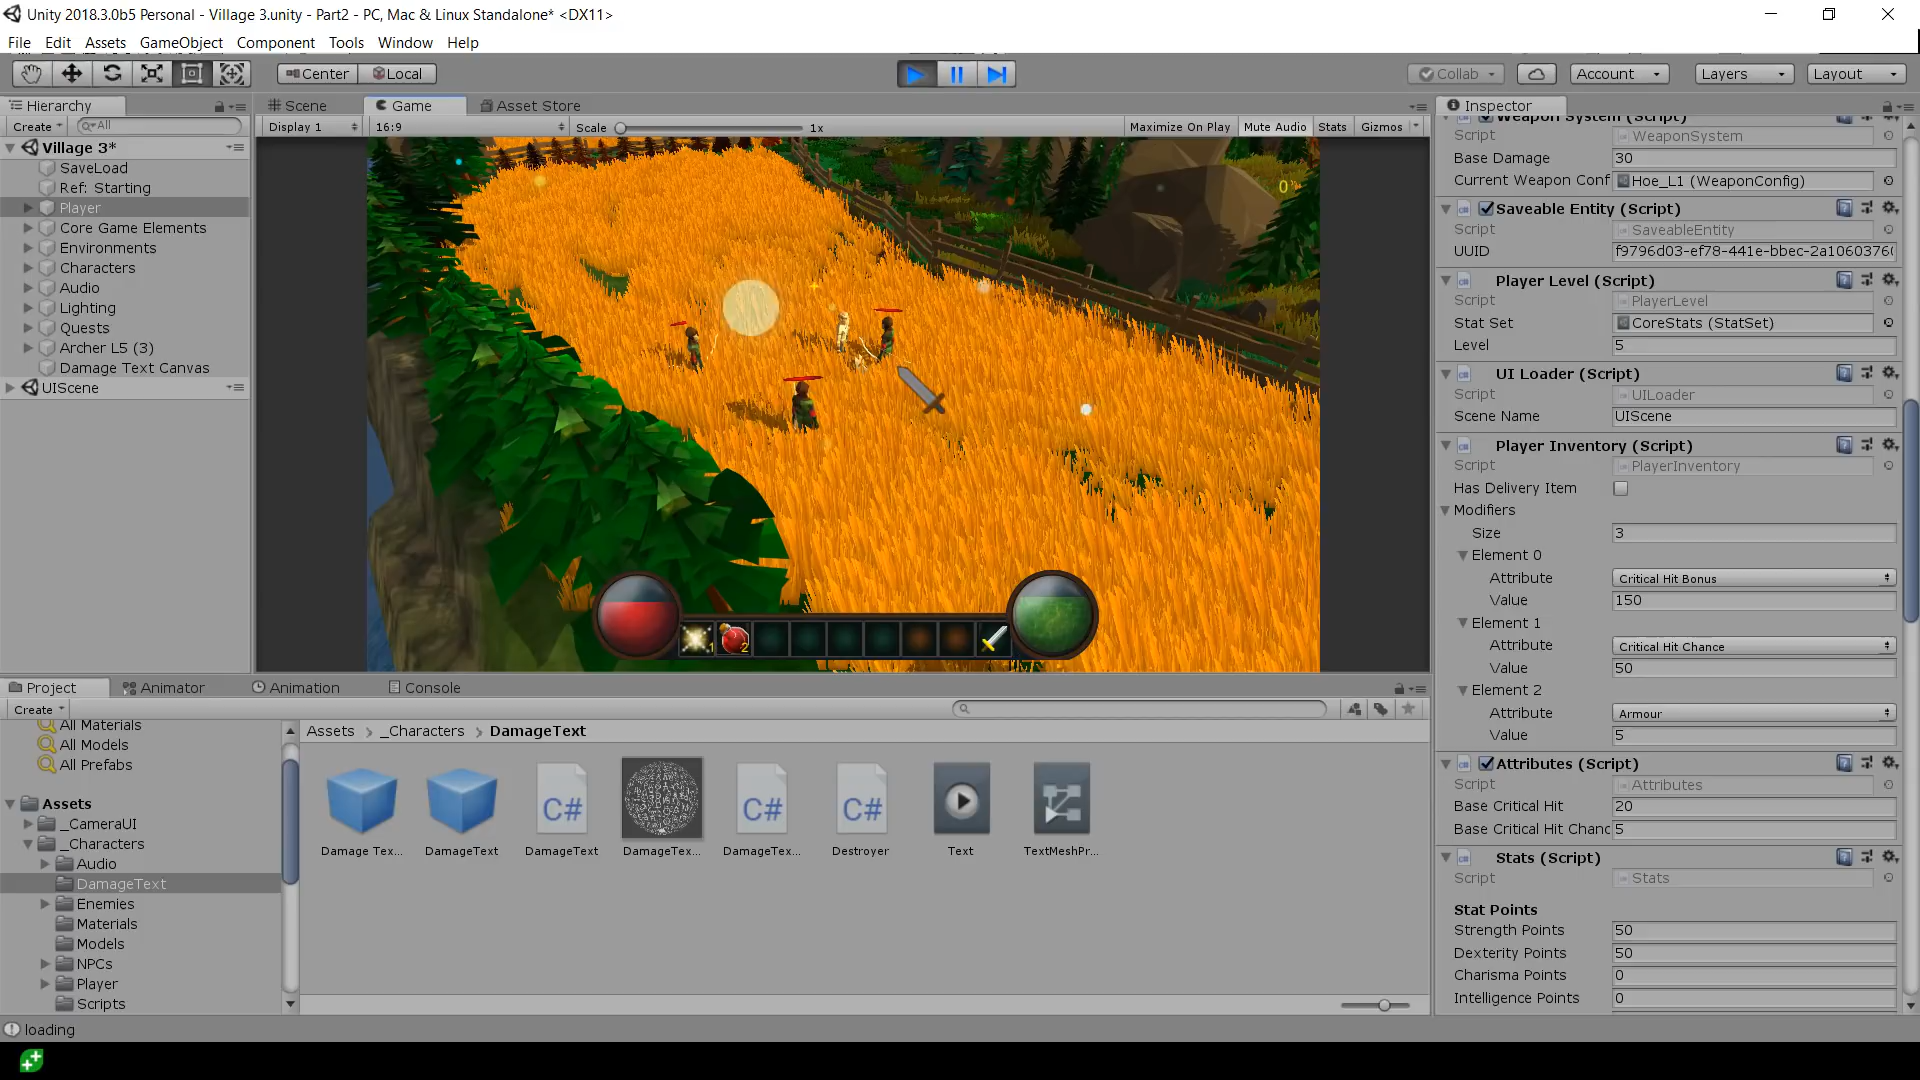 Unity 2018.3.0b5 Personal - Village 3.unity - Part2 - PC, Mac & Linux Standalone* <DX11>
File Edit Assets GameObject Component Tools Window Help
Center Local Collab Account Layers Layout
Hierarchy
Create All
Village 3*
SaveLoad
Ref: Starting
Player
Core Game Elements
Environments
Characters
Audio
Lighting
Quests
Archer L5 (3)
Damage Text Canvas
UIScene
Scene Game Asset Store
Display 1 16:9 Scale 1x Maximize On Play Mute Audio Stats Gizmos
0
1
2
Inspector
Weapon System (Script)
Script WeaponSystem
Base Damage 30
Current Weapon Conf Hoe_L1 (WeaponConfig)
Saveable Entity (Script)
Script SaveableEntity
UUID f9796d03-ef78-441e-bbec-2a1060376
Player Level (Script)
Script PlayerLevel
Stat Set CoreStats (StatSet)
Level 5
UI Loader (Script)
Script UILoader
Scene Name UIScene
Player Inventory (Script)
Script PlayerInventory
Has Delivery Item
Modifiers
Size 3
Element 0
Attribute Critical Hit Bonus
Value 150
Element 1
Attribute Critical Hit Chance
Value 50
Element 2
Attribute Armour
Value 5
Attributes (Script)
Script Attributes
Base Critical Hit 20
Base Critical Hit Chanc 5
Stats (Script)
Script Stats
Stat Points
Strength Points 50
Dexterity Points 50
Charisma Points 0
Intelligence Points 0
Project Animator Animation Console
Create
All Materials
All Models
All Prefabs
Assets
_CameraUI
_Characters
Audio
DamageText
Enemies
Materials
Models
NPCs
Player
Scripts
Assets > _Characters > DamageText
C# C# C#
Damage Tex... DamageText DamageText DamageTex... DamageTex... Destroyer Text TextMeshPr...
loading